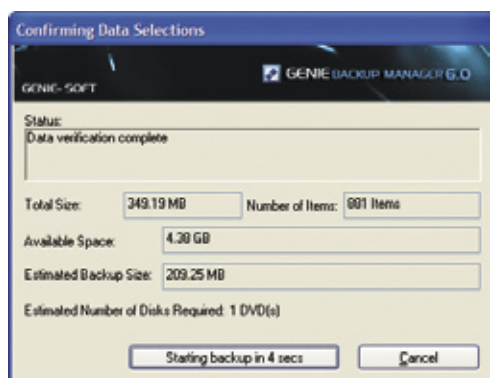 Confirming Data Selections
GENIE BACKUP MANAGER 6.0
GENIE-SOFT
Status:
Data verification complete
Total Size: 349.19 MB Number of Items: 881 Items
Available Space: 4.38 GB
Estimated Backup Size: 209.25 MB
Estimated Number of Disks Required: 1 DVD(s)
Starting backup in 4 secs Cancel